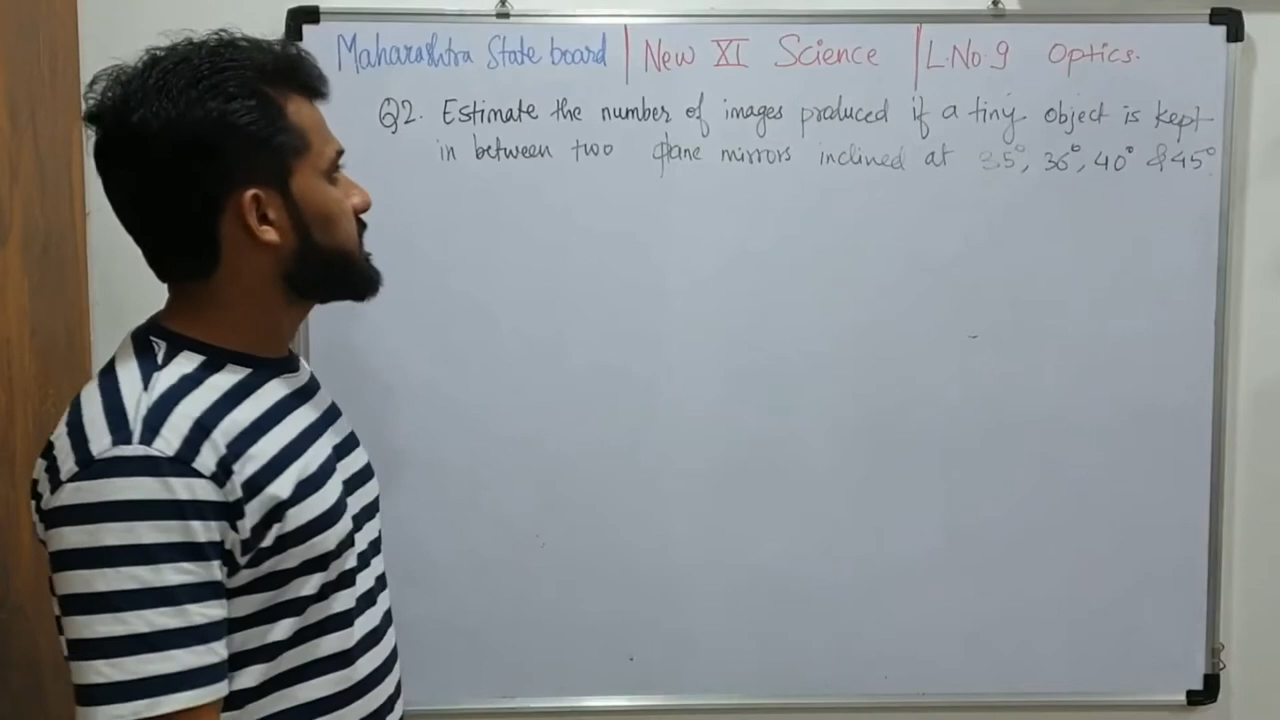 Maharashtra State board | New XI Science | L.No.9 Optics.
Q2. Estimate the number of images produced if a tiny object is kept
in between two plane mirrors inclined at 35°, 36°, 40° & 45°